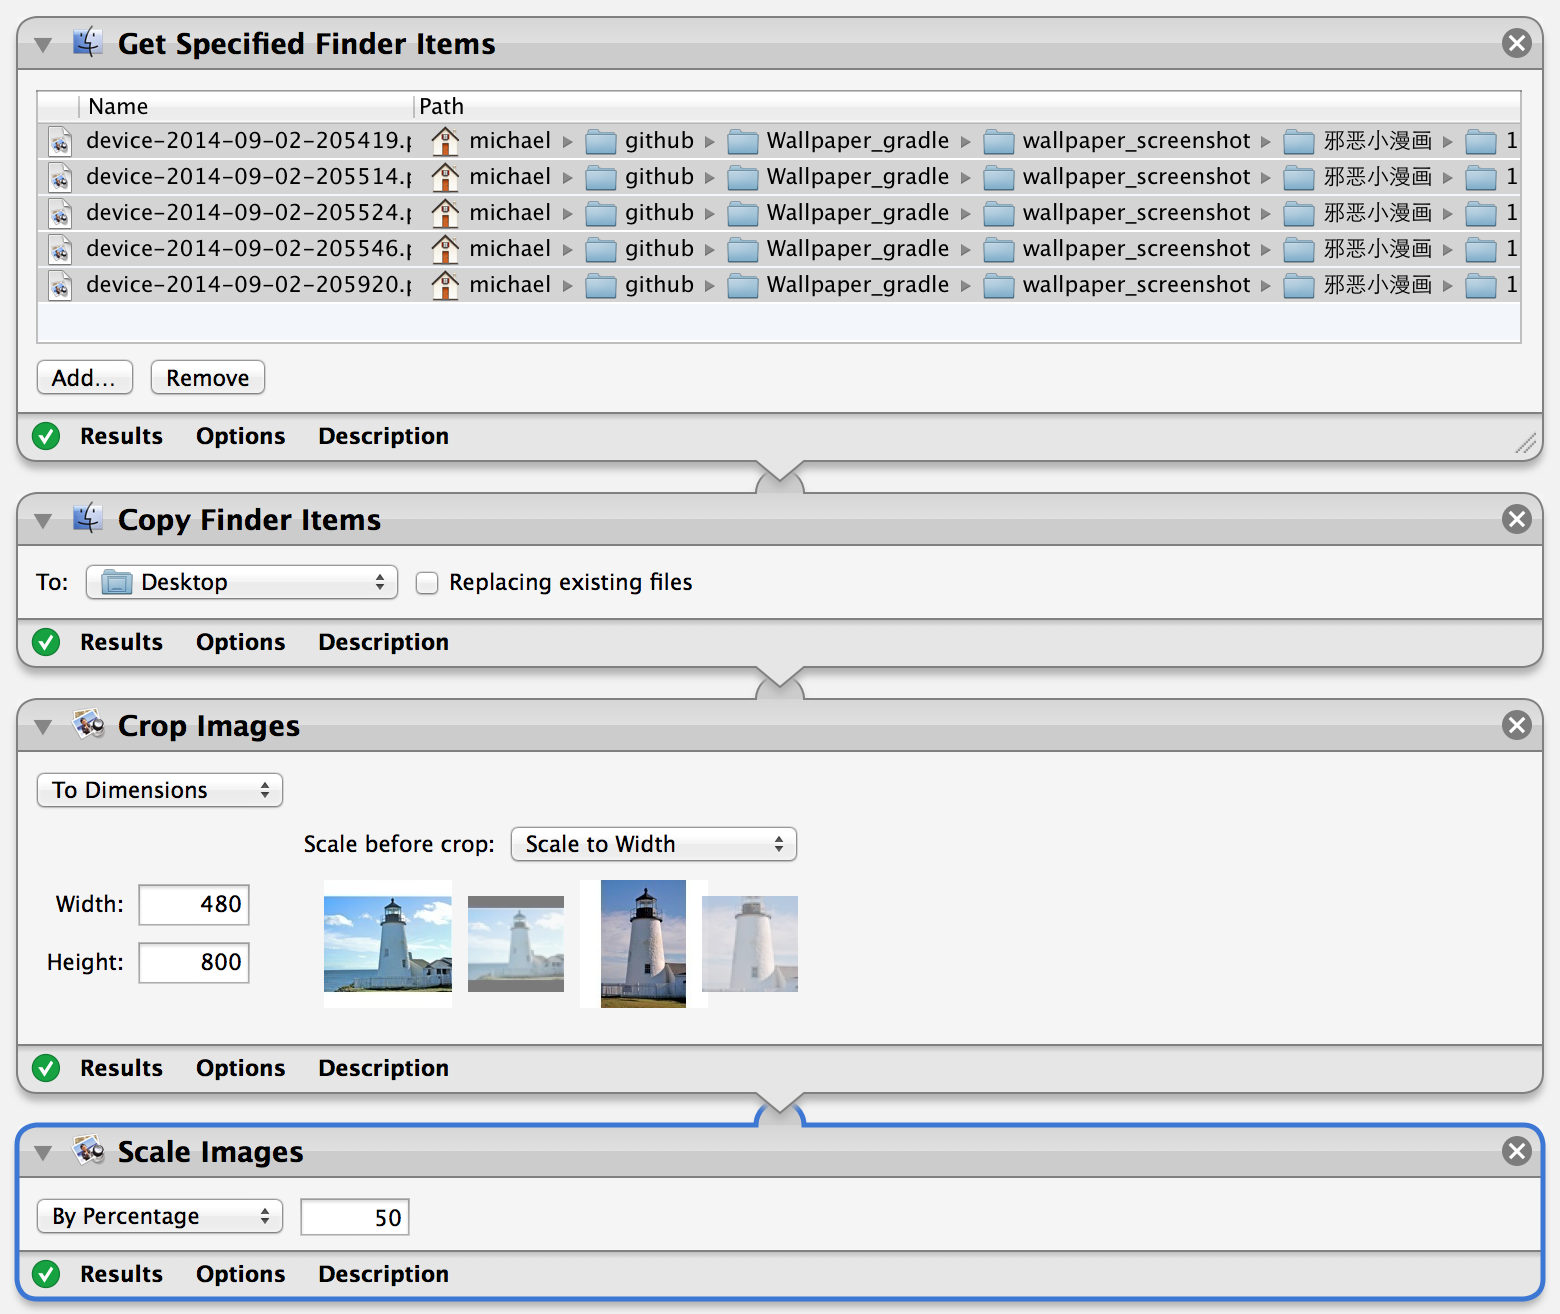 Get Specified Finder Items
Name Path
device-2014-09-02-205419.p michael github Wallpaper_gradle wallpaper_screenshot 邪恶小漫画 1
device-2014-09-02-205514.p michael github Wallpaper_gradle wallpaper_screenshot 邪恶小漫画 1
device-2014-09-02-205524.p michael github Wallpaper_gradle wallpaper_screenshot 邪恶小漫画 1
device-2014-09-02-205546.p michael github Wallpaper_gradle wallpaper_screenshot 邪恶小漫画 1
device-2014-09-02-205920.p michael github Wallpaper_gradle wallpaper_screenshot 邪恶小漫画 1
Add... Remove
Results Options Description
Copy Finder Items
To: Desktop Replacing existing files
Results Options Description
Crop Images
To Dimensions
Scale before crop: Scale to Width
Width: 480
Height: 800
Results Options Description
Scale Images
By Percentage 50
Results Options Description